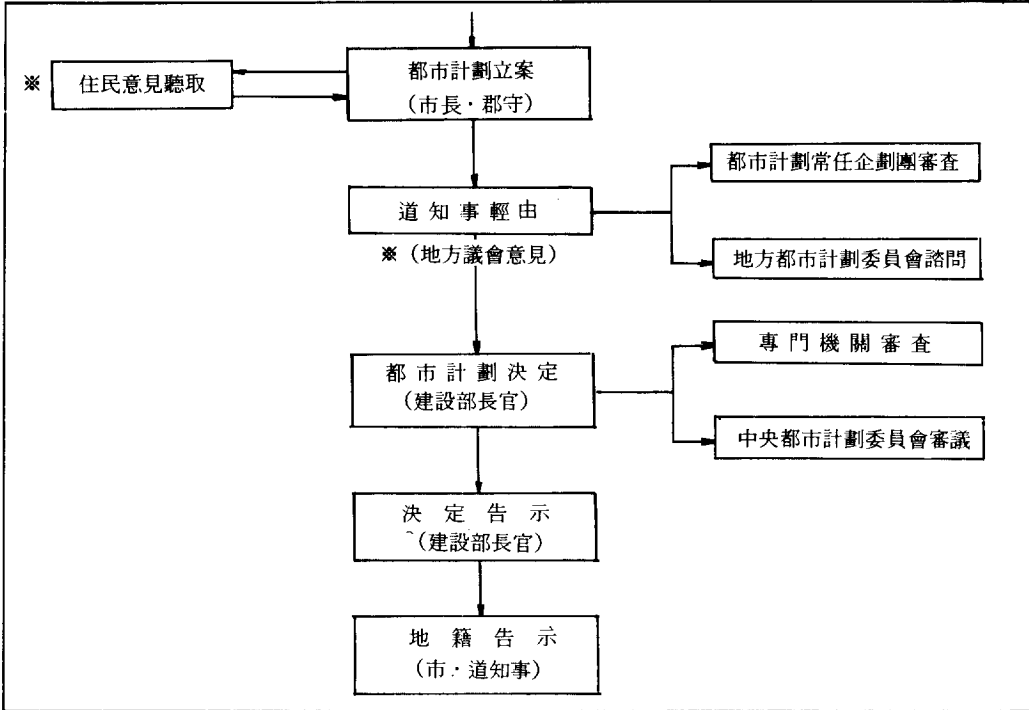 都市計劃立案
(市長·郡守)
※ 住民意見聽取
都市計劃常任企劃團審査
道知事輕由
※ (地方議會意見)
地方都市計劃委員會諮問
專門機關審査
都市計劃決定
(建設部長官)
中央都市計劃委員會審議
決定告示
(建設部長官)
地籍告示
(市·道知事)